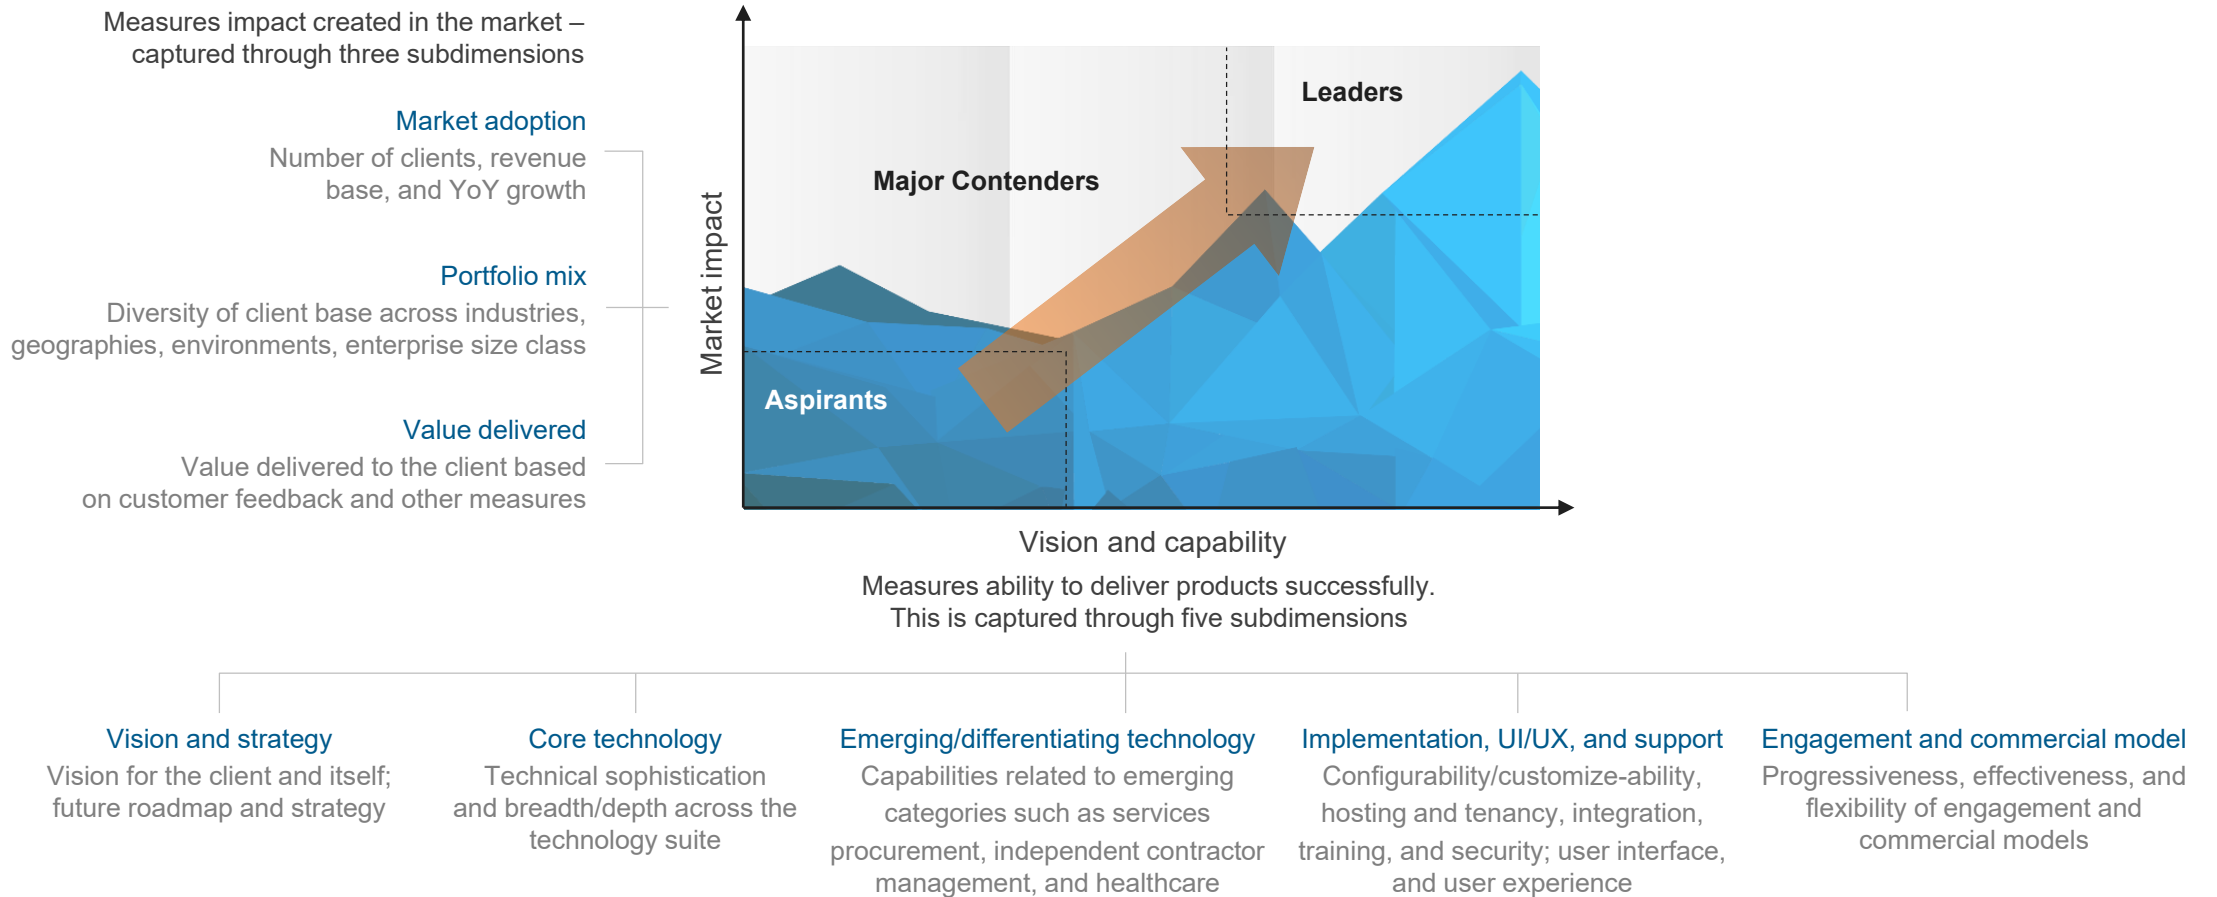 Measures impact created in the market –
captured through three subdimensions
Market adoption
Number of clients, revenue
base, and YoY growth
Portfolio mix
Diversity of client base across industries,
geographies, environments, enterprise size class
Value delivered
Value delivered to the client based
on customer feedback and other measures
Market impact
Leaders
Major Contenders
Aspirants
Vision and capability
Measures ability to deliver products successfully.
This is captured through five subdimensions
Vision and strategy
Vision for the client and itself;
future roadmap and strategy
Core technology
Technical sophistication
and breadth/depth across the
technology suite
Emerging/differentiating technology
Capabilities related to emerging
categories such as services
procurement, independent contractor
management, and healthcare
Implementation, UI/UX, and support
Configurability/customize-ability,
hosting and tenancy, integration,
training, and security; user interface,
and user experience
Engagement and commercial model
Progressiveness, effectiveness, and
flexibility of engagement and
commercial models